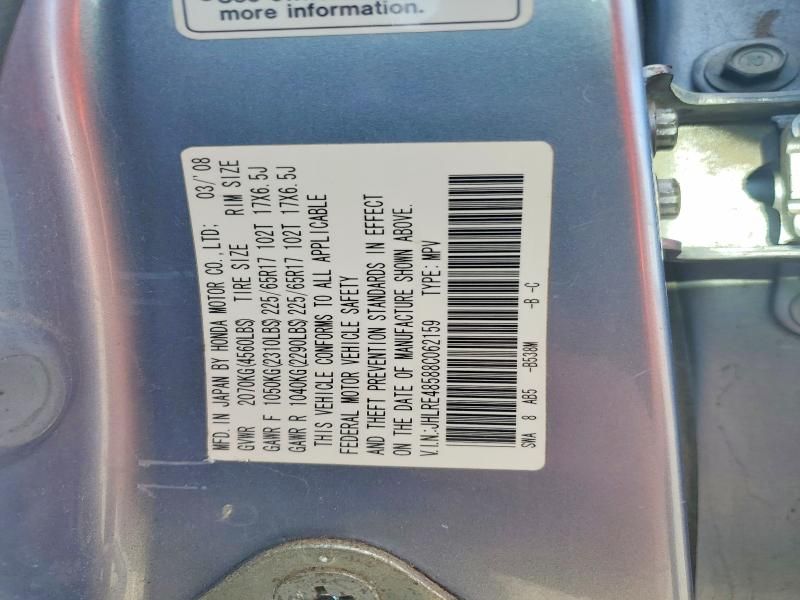 more information.
MFD. IN JAPAN BY HONDA MOTOR CO., LTD: 03/'08
GVWR 2070KG(4560LBS) TIRE SIZE RIM SIZE
GAWR F 1050KG(2310LBS) 225/65R17 102T 17X6.5J
GAWR R 1040KG(2290LBS) 225/65R17 102T 17X6.5J
THIS VEHICLE CONFORMS TO ALL APPLICABLE
FEDERAL MOTOR VEHICLE SAFETY
AND THEFT PREVENTION STANDARDS IN EFFECT
ON THE DATE OF MANUFACTURE SHOWN ABOVE.
V.I.N:JHLRE48588C062159 TYPE: MPV
SWA 8 AB5 -B538M -B -C